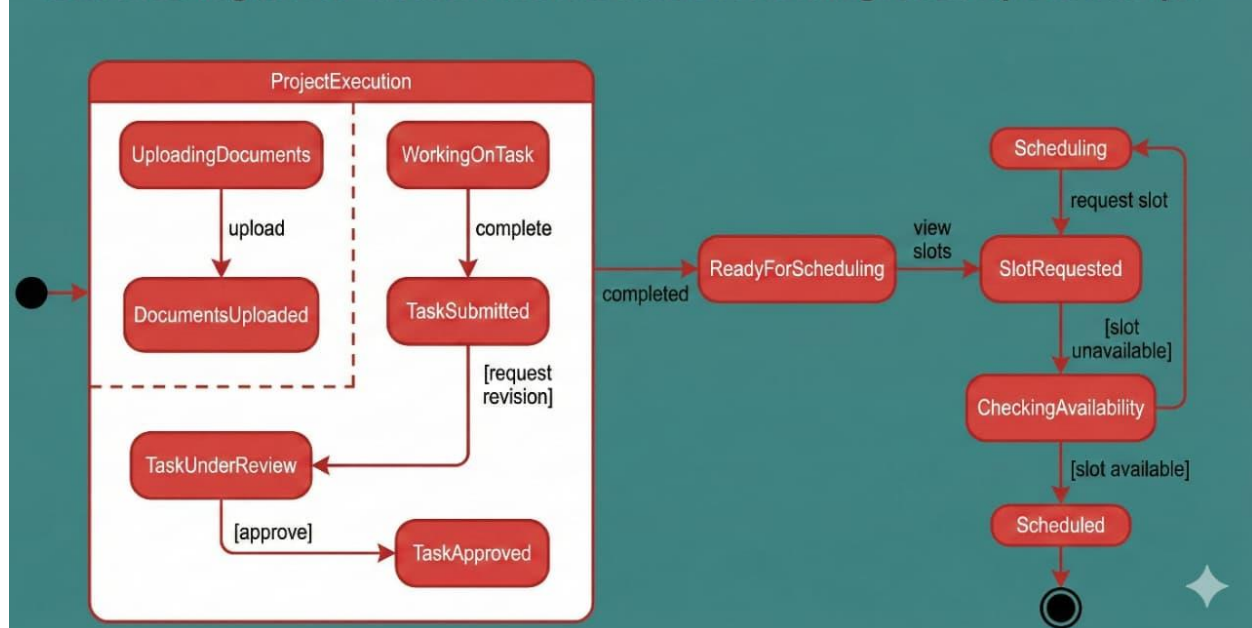 ProjectExecution
UploadingDocuments
WorkingOnTask
upload
complete
DocumentsUploaded
TaskSubmitted
[request
revision]
TaskUnderReview
[approve]
TaskApproved
completed
ReadyForScheduling
view
slots
Scheduling
request slot
SlotRequested
[slot
unavailable]
CheckingAvailability
[slot available]
Scheduled